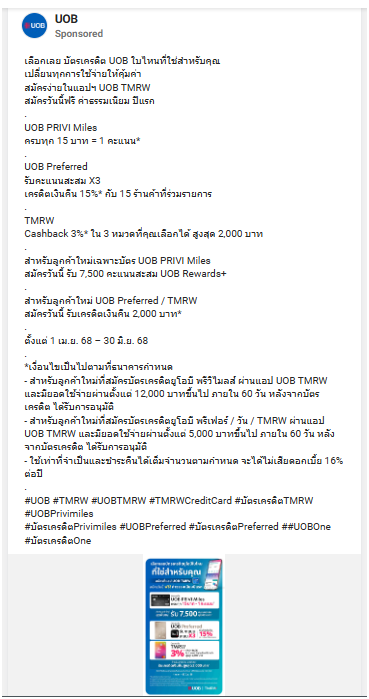 UOB
UOB
Sponsored
เลือกเลย บัตรเครดิต UOB ใบไหนที่ใช่สำหรับคุณ
เปลี่ยนทุกการใช้จ่ายให้คุ้มค่า
สมัครง่ายในแอปฯ UOB TMRW
สมัครวันนี้ฟรี ค่าธรรมเนียม ปีแรก
.
UOB PRIVI Miles
ครบทุก 15 บาท = 1 คะแนน*
.
UOB Preferred
รับคะแนนสะสม X3
เครดิตเงินคืน 15%* กับ 15 ร้านค้าที่ร่วมรายการ
.
TMRW
Cashback 3%* ใน 3 หมวดที่คุณเลือกได้ สูงสุด 2,000 บาท
.
สำหรับลูกค้าใหม่เฉพาะบัตร UOB PRIVI Miles
สมัครวันนี้ รับ 7,500 คะแนนสะสม UOB Rewards+
.
สำหรับลูกค้าใหม่ UOB Preferred / TMRW
สมัครวันนี้ รับเครดิตเงินคืน 2,000 บาท*
.
ตั้งแต่ 1 เม.ย. 68 – 30 มิ.ย. 68
.
*เงื่อนไขเป็นไปตามที่ธนาคารกำหนด
- สำหรับลูกค้าใหม่ที่สมัครบัตรเครดิตยูโอบี พรีวิไมลส์ ผ่านแอป UOB TMRW
และมียอดใช้จ่ายผ่านตั้งแต่ 12,000 บาทขึ้นไป ภายใน 60 วัน หลังจากบัตร
เครดิต ได้รับการอนุมัติ
- สำหรับลูกค้าใหม่ที่สมัครบัตรเครดิตยูโอบี พรีเฟอร์ / วัน / TMRW ผ่านแอป
UOB TMRW และมียอดใช้จ่ายผ่านตั้งแต่ 5,000 บาทขึ้นไป ภายใน 60 วัน หลัง
จากบัตรเครดิต ได้รับการอนุมัติ
- ใช้เท่าที่จำเป็นและชำระคืนได้เต็มจำนวนตามกำหนด จะได้ไม่เสียดอกเบี้ย 16%
ต่อปี
.
#UOB #TMRW #UOBTMRW #TMRWCreditCard #บัตรเครดิตTMRW
#UOBPrivimiles
#บัตรเครดิตPrivimiles #UOBPreferred #บัตรเครดิตPreferred ##UOBOne
#บัตรเครดิตOne
ที่ใช่สำหรับคุณ
UOB PRIVI Miles
รับ 7,500
UOB Preferred
X3
15%
TMRW
3%
UOB